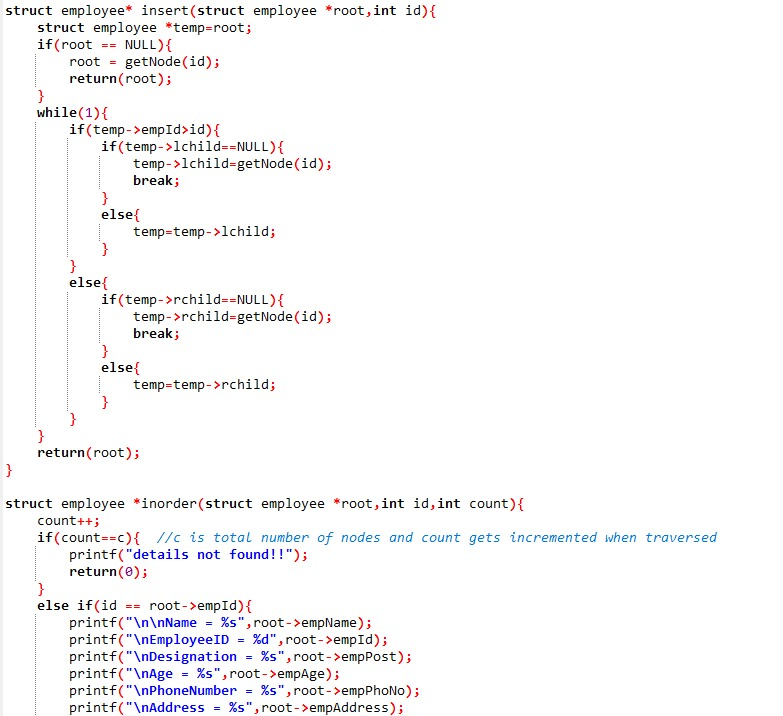 struct employee* insert(struct employee *root,int id){
    struct employee *temp=root;
    if(root == NULL){
        root = getNode(id);
        return(root);
    }
    while(1){
        if(temp->empId>id){
            if(temp->lchild==NULL){
                temp->lchild=getNode(id);
                break;
            }
            else{
                temp=temp->lchild;
            }
        }
        else{
            if(temp->rchild==NULL){
                temp->rchild=getNode(id);
                break;
            }
            else{
                temp=temp->rchild;
            }
        }
    }
    return(root);
}

struct employee *inorder(struct employee *root,int id,int count){
    count++;
    if(count==c){  //c is total number of nodes and count gets incremented when traversed
        printf("details not found!!");
        return(0);
    }
    else if(id == root->empId){
        printf("\n\nName = %s",root->empName);
        printf("\nEmployeeID = %d",root->empId);
        printf("\nDesignation = %s",root->empPost);
        printf("\nAge = %s",root->empAge);
        printf("\nPhoneNumber = %s",root->empPhoNo);
        printf("\nAddress = %s",root->empAddress);